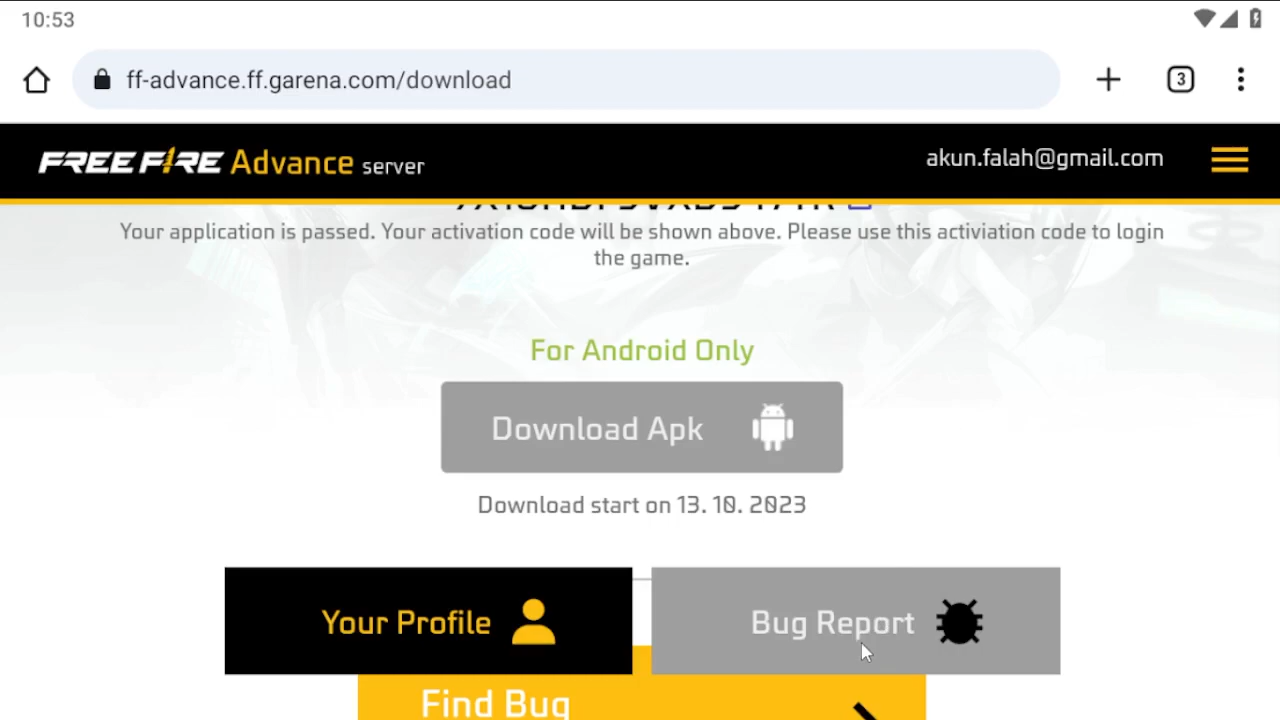 10:53
ff-advance.ff.garena.com/download
3
FREE FIRE Advance server
akun.falah@gmail.com
Your application is passed. Your activation code will be shown above. Please use this activiation code to login
the game.
For Android Only
Download Apk
Download start on 13. 10. 2023
Your Profile
Bug Report
Find Bug